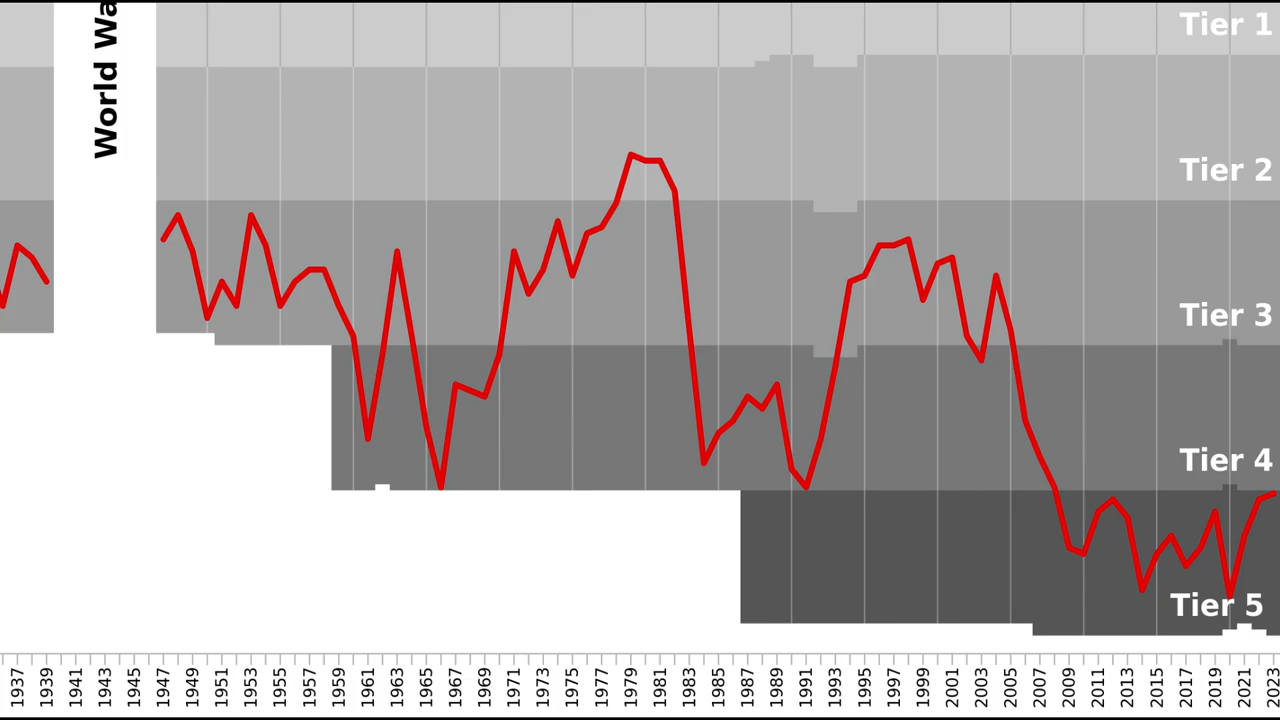 World Wa
Tier 1
Tier 2
Tier 3
Tier 4
Tier 5
1937 1939 1941 1943 1945 1947 1949 1951 1953 1955 1957 1959 1961 1963 1965 1967 1969 1971 1973 1975 1977 1979 1981 1983 1985 1987 1989 1991 1993 1995 1997 1999 2001 2003 2005 2007 2009 2011 2013 2015 2017 2019 2021 2023